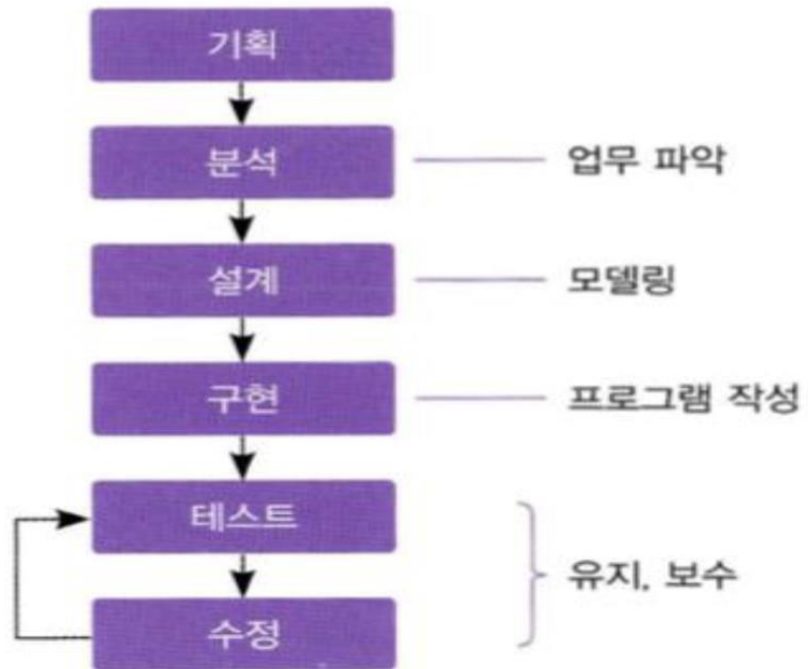 기획
분석
업무 파악
설계
모델링
구현
프로그램 작성
테스트
유지, 보수
수정